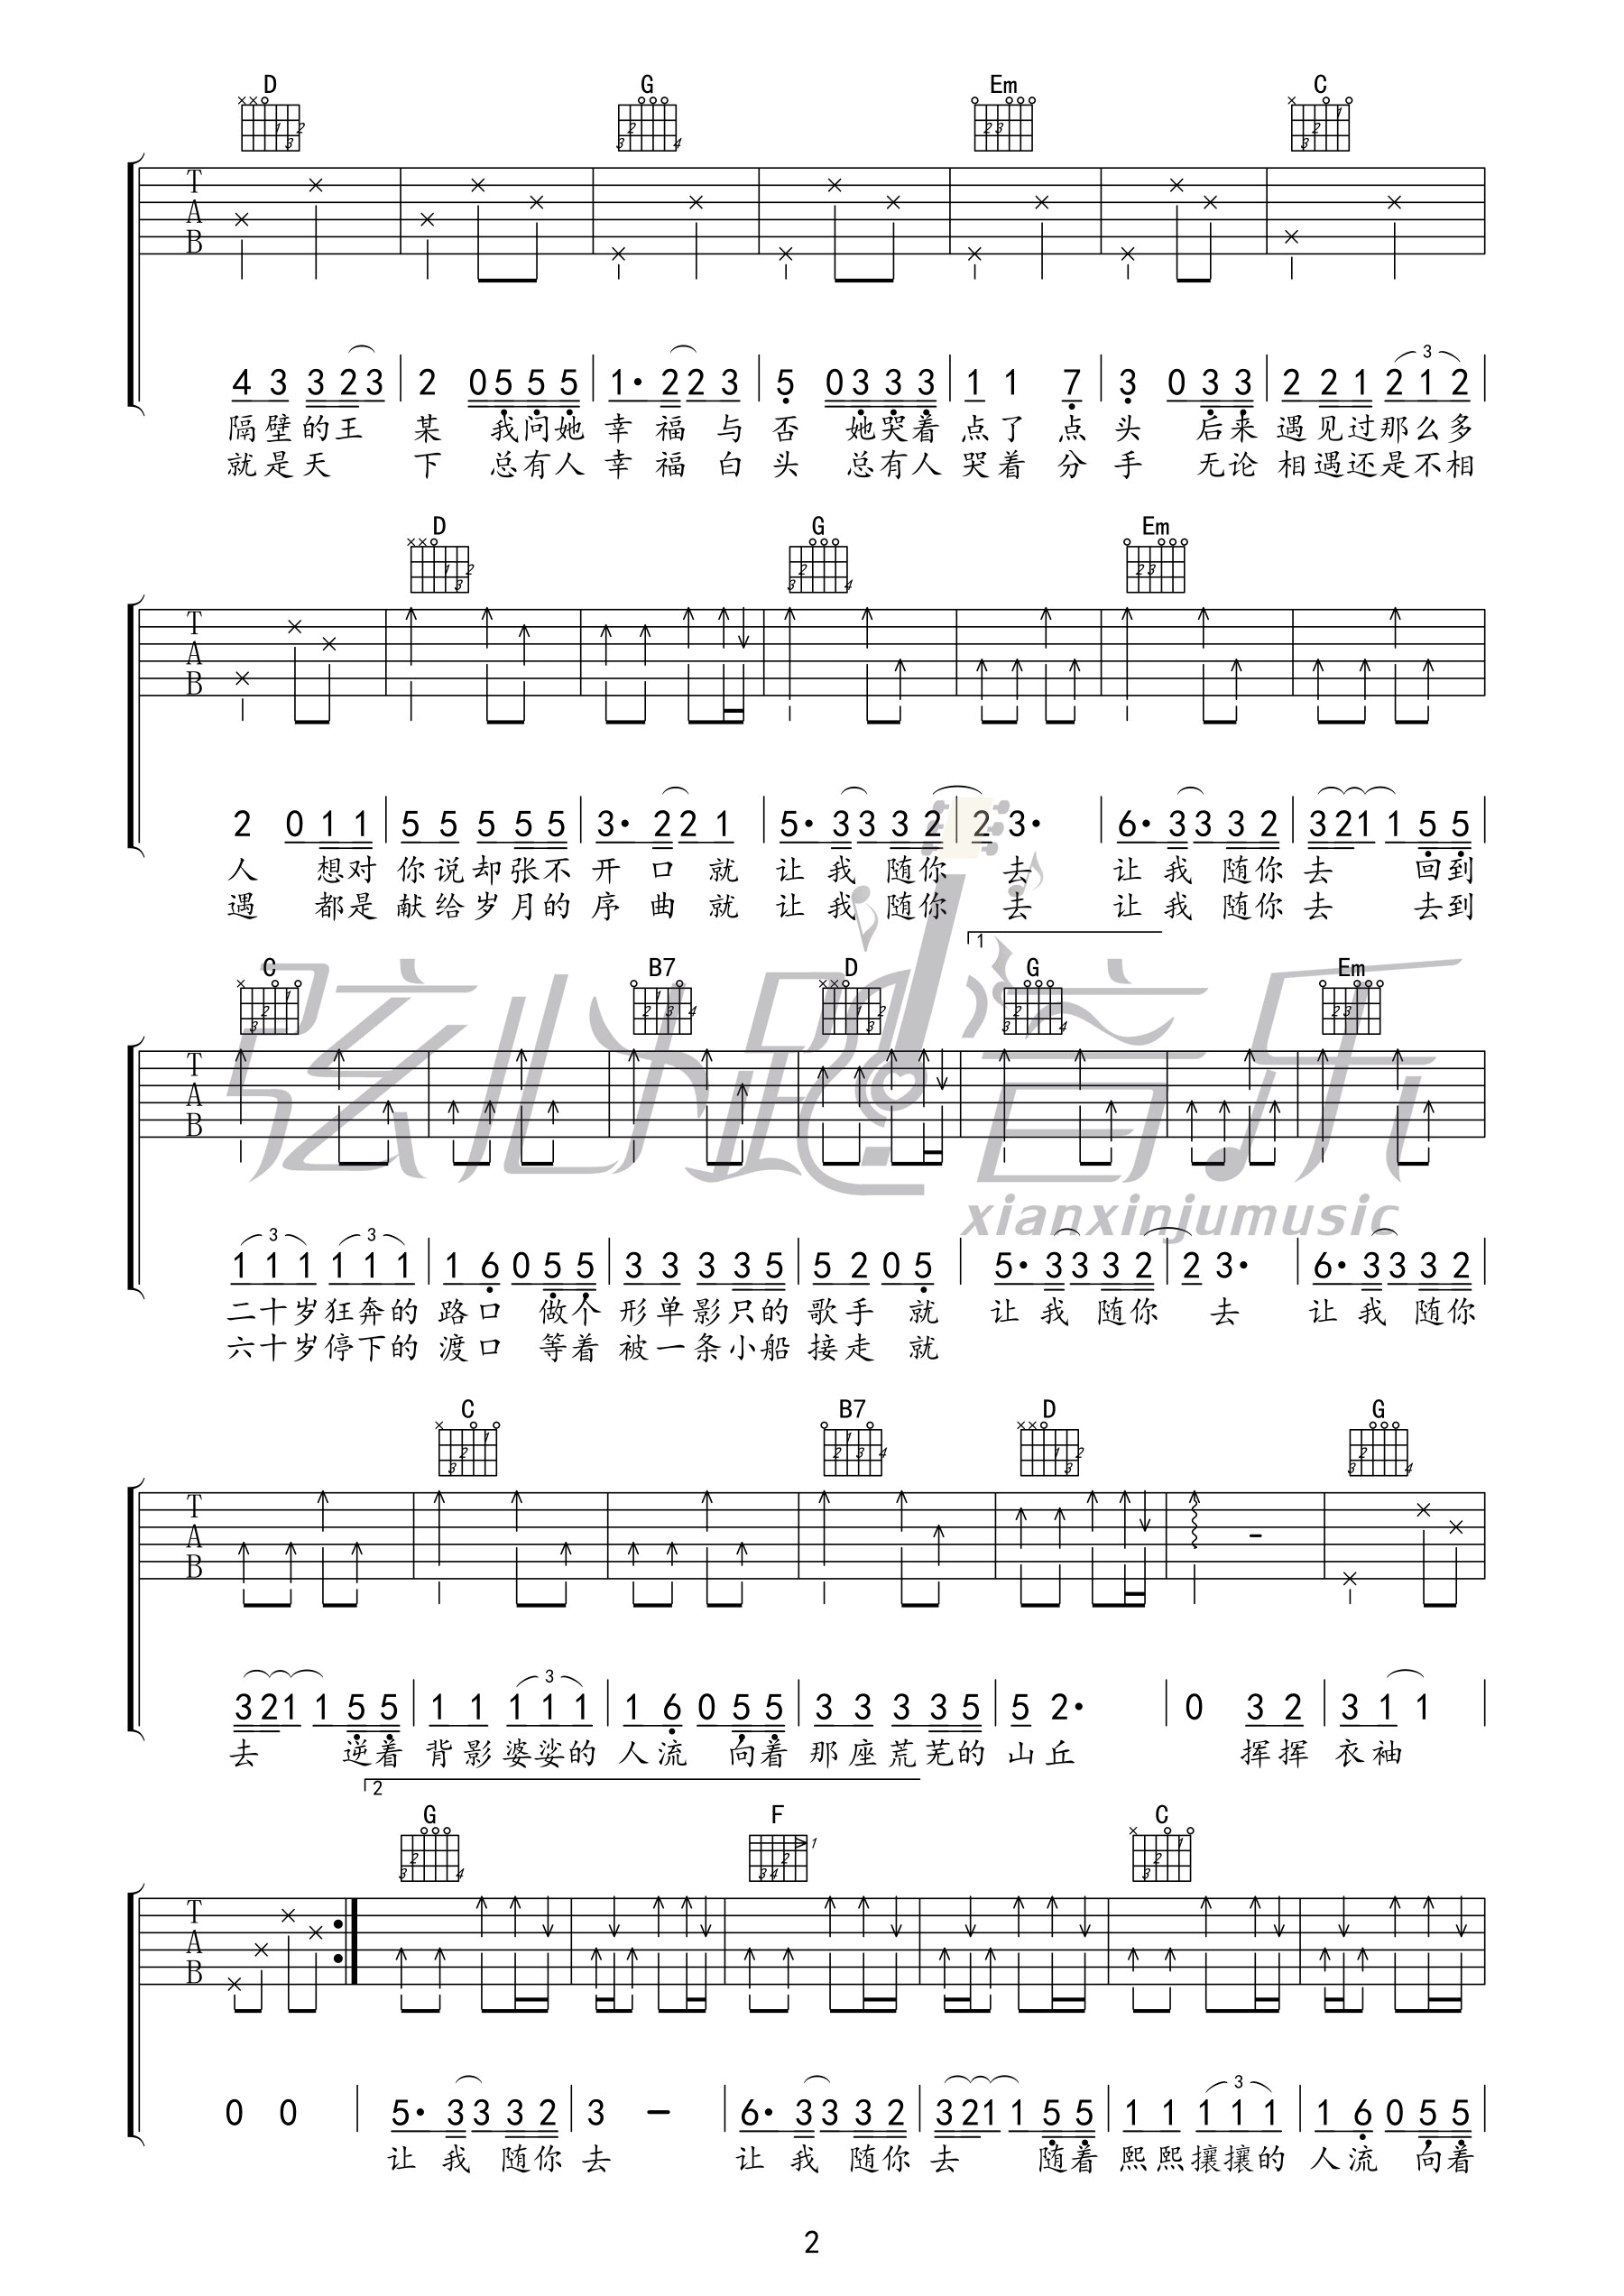 D G Em C
T A B
3
4 3 3 2 3 2 0 5 5 5 1· 2 2 3 5 0 3 3 3 1 1 7 3 0 3 3 2 2 1 2 1 2
隔壁的王 某 我问她 幸 福 与 否 她哭着 点了 点 头 后来 遇见过那么多
就是天 下 总有人 幸 福 白 头 总有人 哭着 分 手 无论 相遇还是不相
D G Em
T A B
2 0 1 1 5 5 5 5 5 3· 2 2 1 5· 3 3 3 2 2 3· 6· 3 3 3 2 3 2 1 1 5 5
人 想对 你说却张不 开 口 就 让 我 随你 去 让 我 随你 去 回到
遇 都是 献给岁月的 序 曲 就 让 我 随你 去 让 我 随你 去 去到
1
C B7 D G Em
弦心距音乐
T A B
xianxinjumusic
3 3
1 1 1 1 1 1 1 6 0 5 5 3 3 3 3 5 5 2 0 5 5· 3 3 3 2 2 3· 6· 3 3 3 2
二十岁狂奔的 路口 做个 形单影只的 歌手 就 让 我 随你 去 让 我 随你
六十岁停下的 渡口 等着 被一条小船 接走 就
C B7 D G
T A B
3
3 2 1 1 5 5 1 1 1 1 1 1 6 0 5 5 3 3 3 3 5 5 2· 0 3 2 3 1 1
去 逆着 背影婆娑的 人流 向着 那座荒芜的 山丘 挥挥 衣袖
2
G F C
T A B
3
0 0 5· 3 3 3 2 3 – 6· 3 3 3 2 3 2 1 1 5 5 1 1 1 1 1 1 6 0 5 5
让 我 随你 去 让 我 随你 去 随着 熙熙攘攘的 人流 向着
2